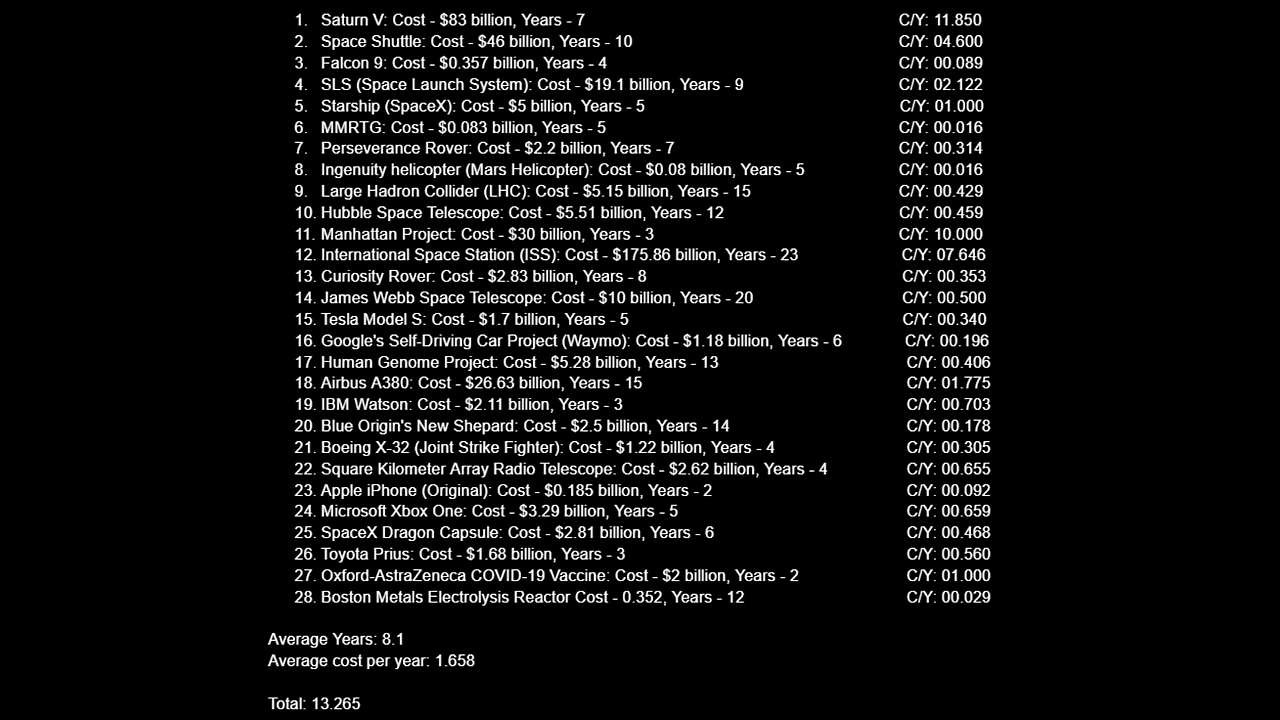 1. Saturn V: Cost - $83 billion, Years - 7 C/Y: 11.850
2. Space Shuttle: Cost - $46 billion, Years - 10 C/Y: 04.600
3. Falcon 9: Cost - $0.357 billion, Years - 4 C/Y: 00.089
4. SLS (Space Launch System): Cost - $19.1 billion, Years - 9 C/Y: 02.122
5. Starship (SpaceX): Cost - $5 billion, Years - 5 C/Y: 01.000
6. MMRTG: Cost - $0.083 billion, Years - 5 C/Y: 00.016
7. Perseverance Rover: Cost - $2.2 billion, Years - 7 C/Y: 00.314
8. Ingenuity helicopter (Mars Helicopter): Cost - $0.08 billion, Years - 5 C/Y: 00.016
9. Large Hadron Collider (LHC): Cost - $5.15 billion, Years - 15 C/Y: 00.429
10. Hubble Space Telescope: Cost - $5.51 billion, Years - 12 C/Y: 00.459
11. Manhattan Project: Cost - $30 billion, Years - 3 C/Y: 10.000
12. International Space Station (ISS): Cost - $175.86 billion, Years - 23 C/Y: 07.646
13. Curiosity Rover: Cost - $2.83 billion, Years - 8 C/Y: 00.353
14. James Webb Space Telescope: Cost - $10 billion, Years - 20 C/Y: 00.500
15. Tesla Model S: Cost - $1.7 billion, Years - 5 C/Y: 00.340
16. Google's Self-Driving Car Project (Waymo): Cost - $1.18 billion, Years - 6 C/Y: 00.196
17. Human Genome Project: Cost - $5.28 billion, Years - 13 C/Y: 00.406
18. Airbus A380: Cost - $26.63 billion, Years - 15 C/Y: 01.775
19. IBM Watson: Cost - $2.11 billion, Years - 3 C/Y: 00.703
20. Blue Origin's New Shepard: Cost - $2.5 billion, Years - 14 C/Y: 00.178
21. Boeing X-32 (Joint Strike Fighter): Cost - $1.22 billion, Years - 4 C/Y: 00.305
22. Square Kilometer Array Radio Telescope: Cost - $2.62 billion, Years - 4 C/Y: 00.655
23. Apple iPhone (Original): Cost - $0.185 billion, Years - 2 C/Y: 00.092
24. Microsoft Xbox One: Cost - $3.29 billion, Years - 5 C/Y: 00.659
25. SpaceX Dragon Capsule: Cost - $2.81 billion, Years - 6 C/Y: 00.468
26. Toyota Prius: Cost - $1.68 billion, Years - 3 C/Y: 00.560
27. Oxford-AstraZeneca COVID-19 Vaccine: Cost - $2 billion, Years - 2 C/Y: 01.000
28. Boston Metals Electrolysis Reactor Cost - 0.352, Years - 12 C/Y: 00.029
Average Years: 8.1
Average cost per year: 1.658
Total: 13.265